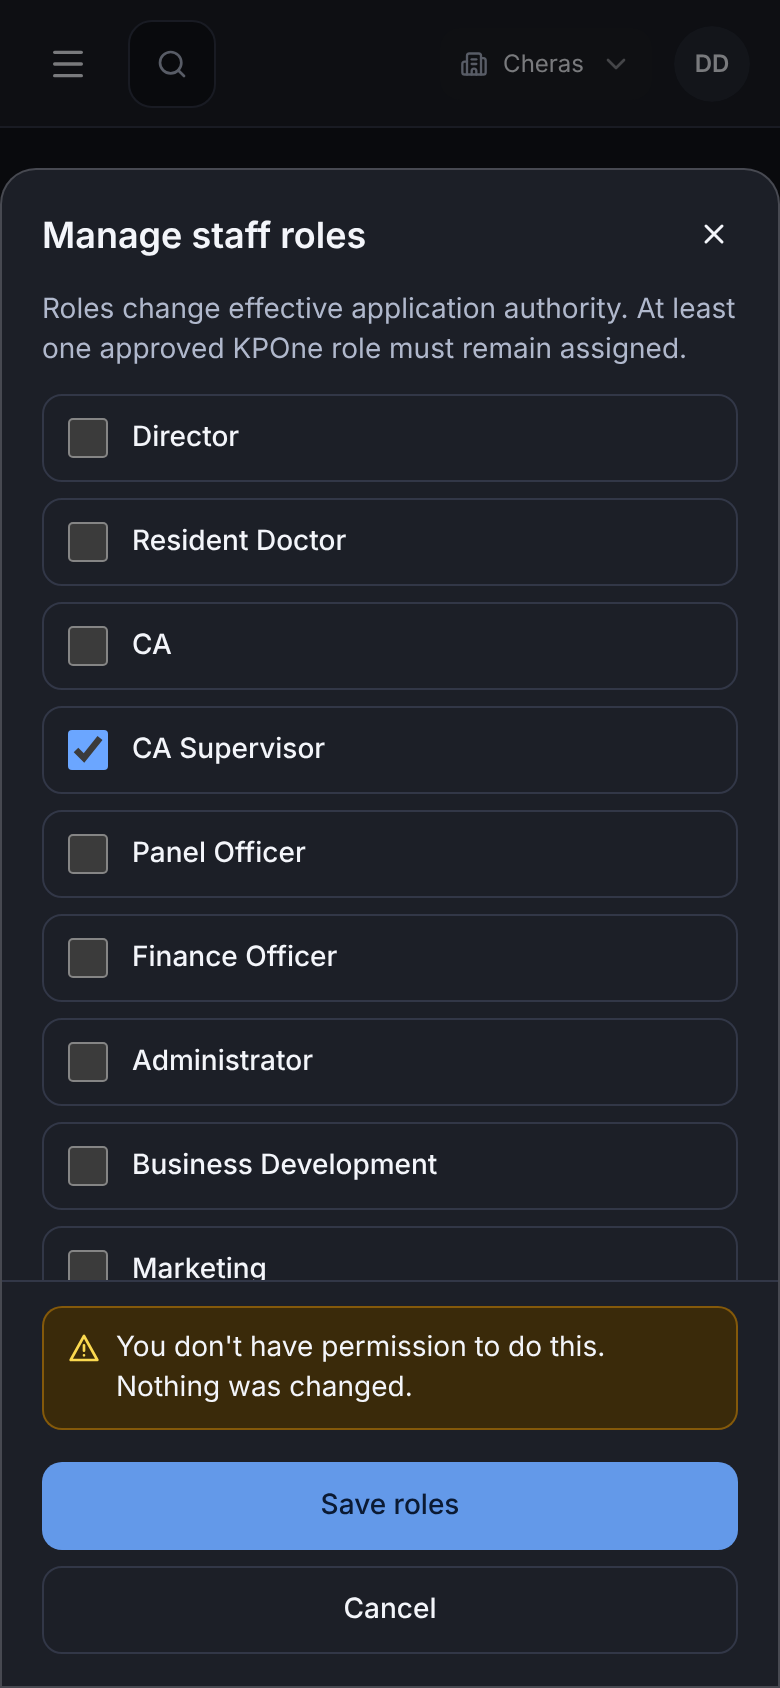 Cheras
DD
Manage staff roles
Roles change effective application authority. At least
one approved KPOne role must remain assigned.
Director
Resident Doctor
CA
CA Supervisor
Panel Officer
Finance Officer
Administrator
Business Development
Marketing
You don't have permission to do this.
Nothing was changed.
Save roles
Cancel